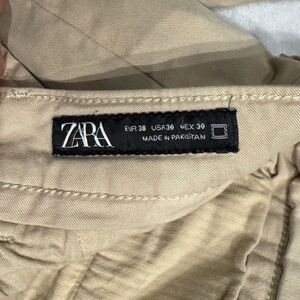 ZARA
EUR 38 USA 30 MEX 30
MADE IN PAKISTAN